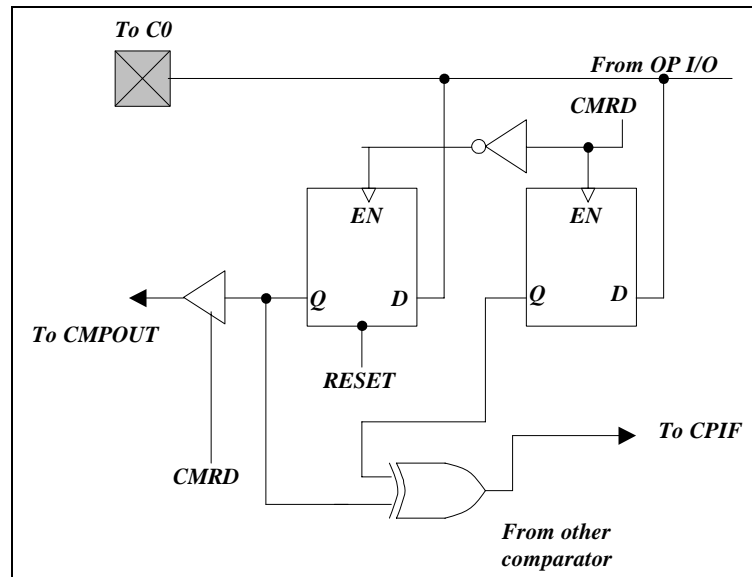 To C0
From OP I/O
CMRD
EN
EN
Q
D
Q
D
To CMPOUT
RESET
To CPIF
CMRD
From other
comparator